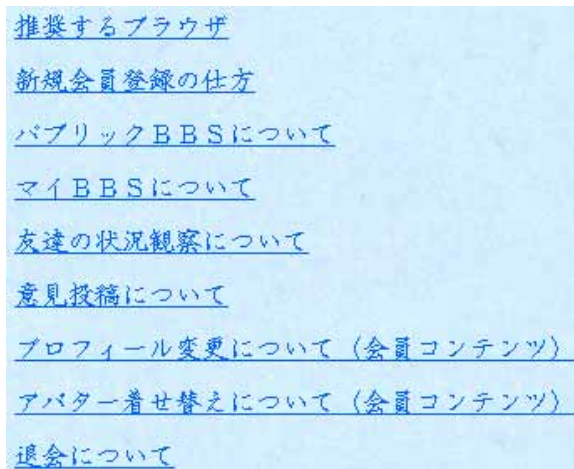 推奨するブラウザ
新規会員登録の仕方
パブリックＢＢＳについて
マイＢＢＳについて
友達の状況観察について
意見投稿について
プロフィール変更について（会員コンテンツ）
アバター着せ替えについて（会員コンテンツ）
退会について